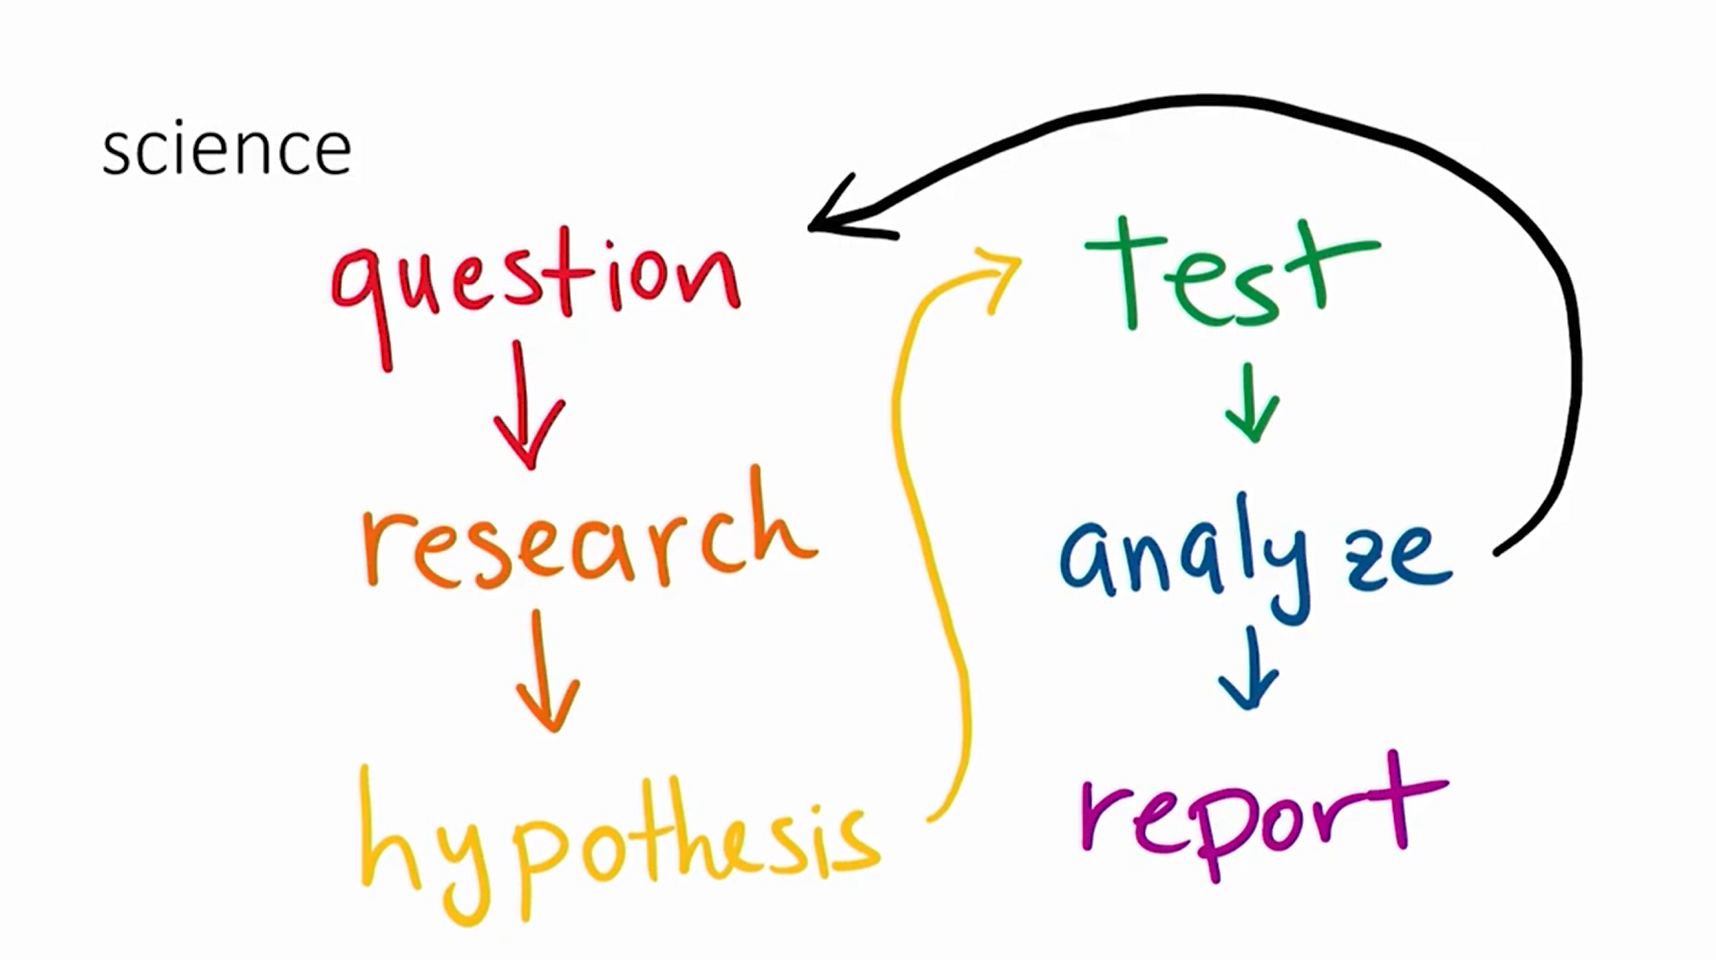 science
question
research
hypothesis
test
analyze
report